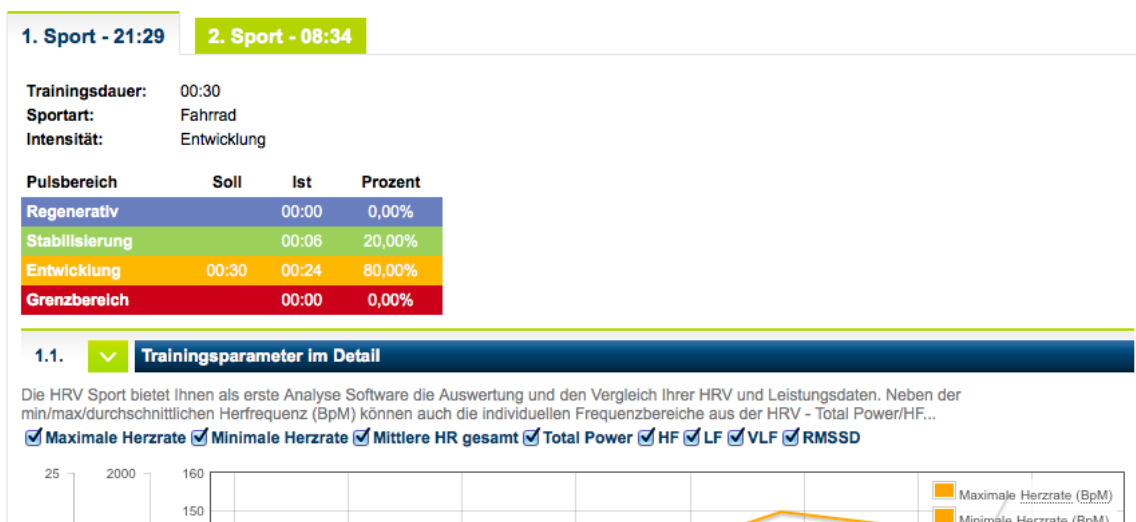 1. Sport - 21:29 2. Sport - 08:34
Trainingsdauer: 00:30
Sportart: Fahrrad
Intensität: Entwicklung
Pulsbereich Soll Ist Prozent
Regenerativ 00:00 0,00%
Stabilisierung 00:06 20,00%
Entwicklung 00:30 00:24 80,00%
Grenzbereich 00:00 0,00%
1.1. Trainingsparameter im Detail
Die HRV Sport bietet Ihnen als erste Analyse Software die Auswertung und den Vergleich Ihrer HRV und Leistungsdaten. Neben der
min/max/durchschnittlichen Herfrequenz (BpM) können auch die individuellen Frequenzbereiche aus der HRV - Total Power/HF...
Maximale Herzrate Minimale Herzrate Mittlere HR gesamt Total Power HF LF VLF RMSSD
25 2000 160
Maximale Herzrate (BpM)
150
Minimale Herzrate (BpM)